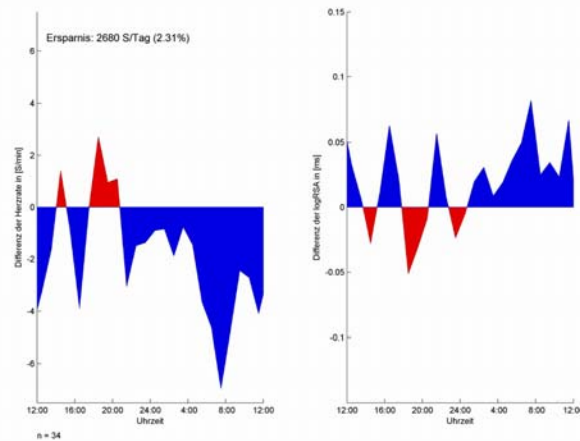 Ersparnis: 2680 S/Tag (2.31%)
Differenz der Herzrate in [S/min]
6
4
2
0
-2
-4
-6
12:00 16:00 20:00 00:00 4:00 8:00 12:00
Uhrzeit
n = 34
Differenz der logRSA in [ms]
0.15
0.1
0.05
0
-0.05
-0.1
12:00 16:00 20:00 00:00 4:00 8:00 12:00
Uhrzeit